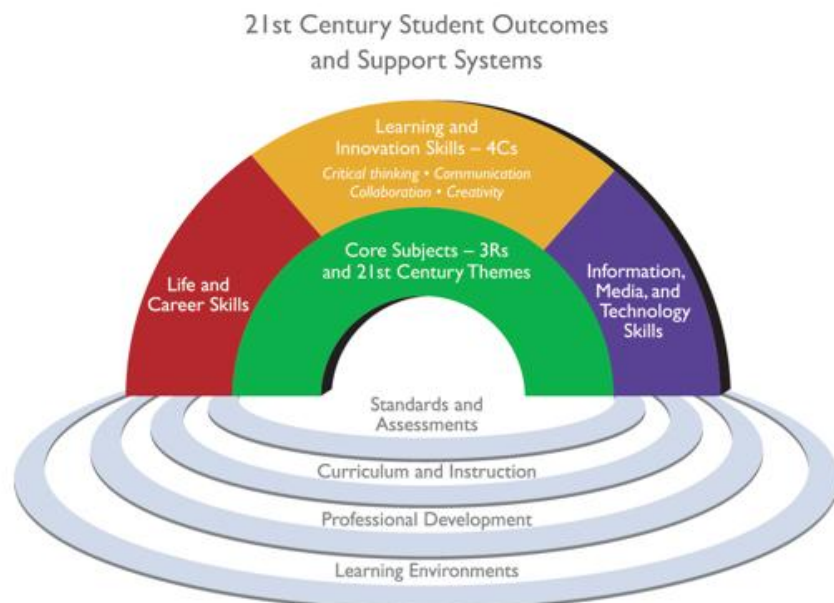 21st Century Student Outcomes
and Support Systems
Learning and
Innovation Skills – 4Cs
Critical thinking • Communication
Collaboration • Creativity
Core Subjects – 3Rs
and 21st Century Themes
Life and
Career Skills
Information,
Media, and
Technology
Skills
Standards and
Assessments
Curriculum and Instruction
Professional Development
Learning Environments